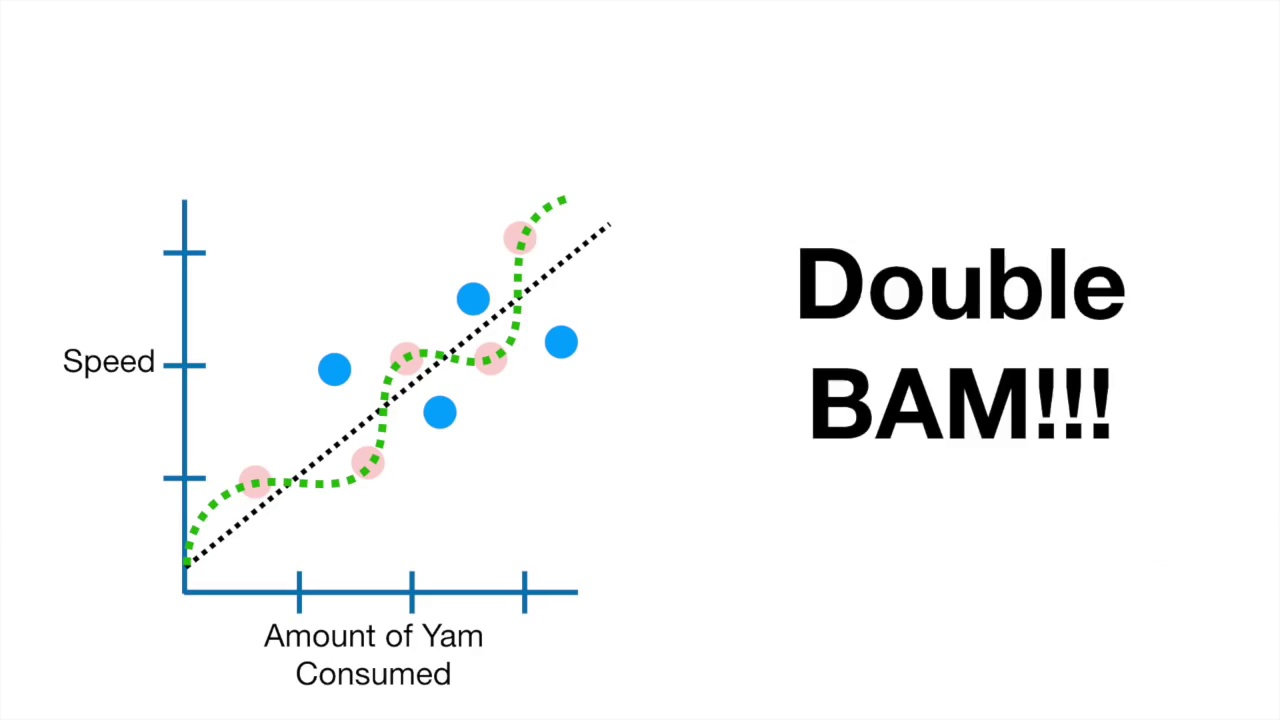 Speed
Amount of Yam
Consumed
Double
BAM!!!